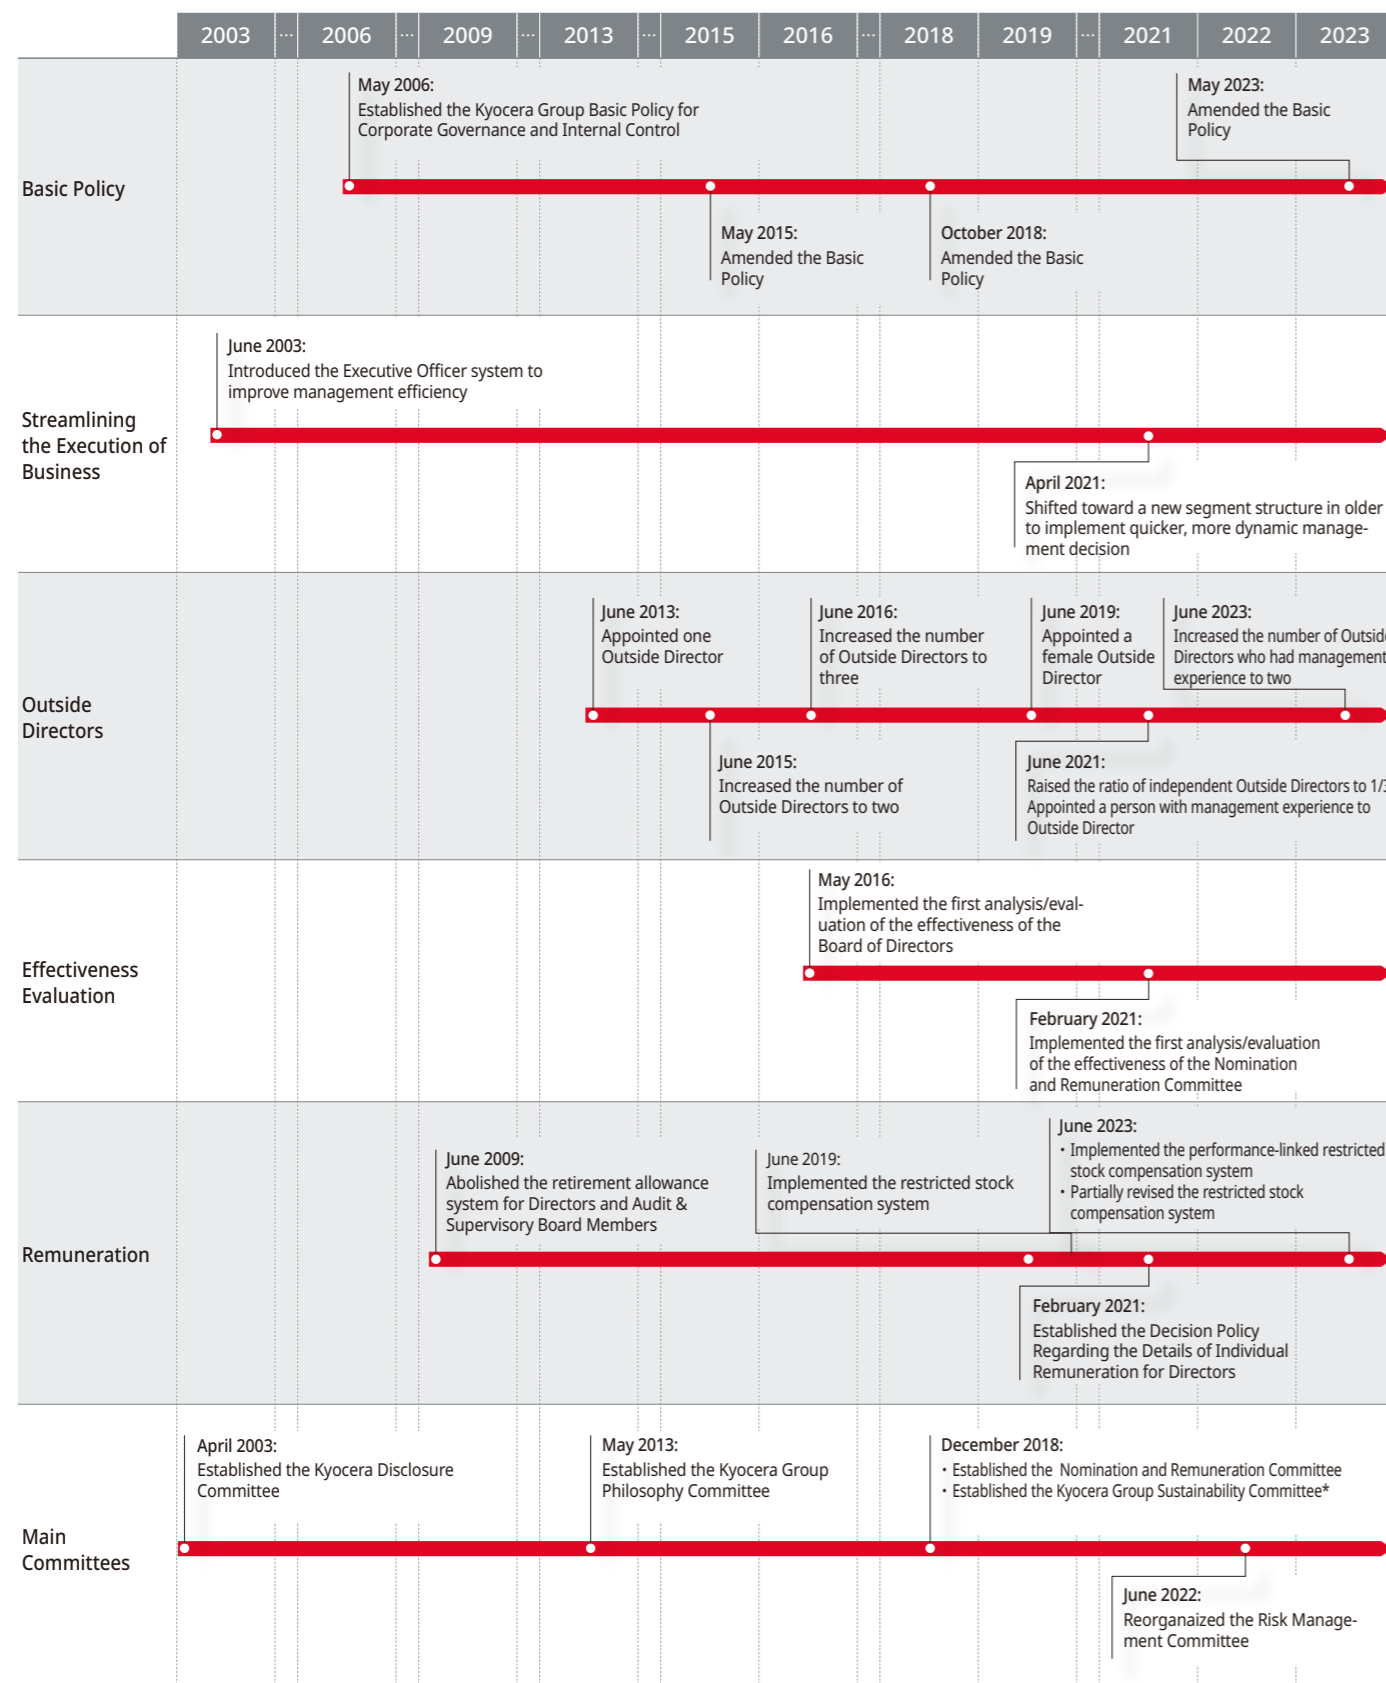 2003 … 2006 … 2009 … 2013 … 2015 2016 … 2018 2019 … 2021 2022 2023
Basic Policy
May 2006:
Established the Kyocera Group Basic Policy for
Corporate Governance and Internal Control
May 2023:
Amended the Basic
Policy
May 2015:
Amended the Basic
Policy
October 2018:
Amended the Basic
Policy
Streamlining
the Execution of
Business
June 2003:
Introduced the Executive Officer system to
improve management efficiency
April 2021:
Shifted toward a new segment structure in older
to implement quicker, more dynamic manage-
ment decision
Outside
Directors
June 2013:
Appointed one
Outside Director
June 2016:
Increased the number
of Outside Directors to
three
June 2019:
Appointed a
female Outside
Director
June 2023:
Increased the number of Outside
Directors who had management
experience to two
June 2015:
Increased the number of
Outside Directors to two
June 2021:
Raised the ratio of independent Outside Directors to 1/3
Appointed a person with management experience to
Outside Director
Effectiveness
Evaluation
May 2016:
Implemented the first analysis/eval-
uation of the effectiveness of the
Board of Directors
February 2021:
Implemented the first analysis/evaluation
of the effectiveness of the Nomination
and Remuneration Committee
Remuneration
June 2009:
Abolished the retirement allowance
system for Directors and Audit &
Supervisory Board Members
June 2019:
Implemented the restricted stock
compensation system
June 2023:
・Implemented the performance-linked restricted
stock compensation system
・Partially revised the restricted stock
compensation system
February 2021:
Established the Decision Policy
Regarding the Details of Individual
Remuneration for Directors
Main
Committees
April 2003:
Established the Kyocera Disclosure
Committee
May 2013:
Established the Kyocera Group
Philosophy Committee
December 2018:
・Established the Nomination and Remuneration Committee
・Established the Kyocera Group Sustainability Committee*
June 2022:
Reorganaized the Risk Manage-
ment Committee